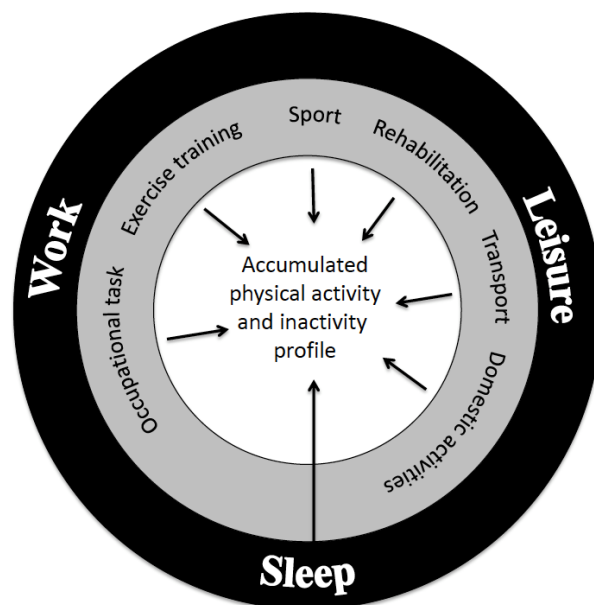 Work
Leisure
Sleep
Occupational task
Exercise training
Sport
Rehabilitation
Transport
Domestic activities
Accumulated
physical activity
and inactivity
profile